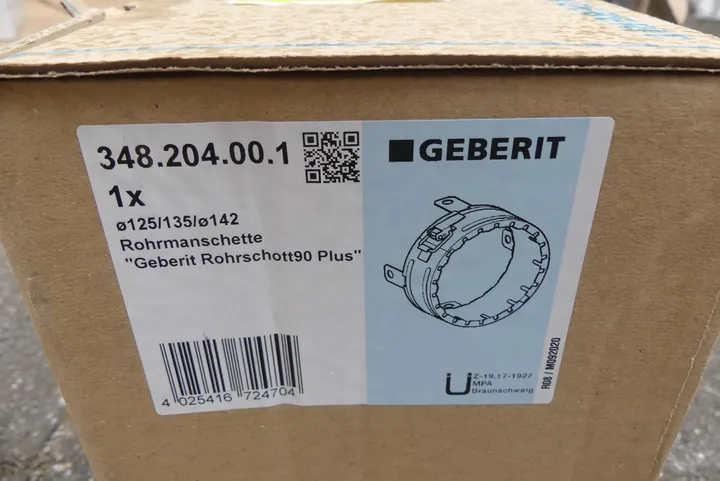 348.204.00.1
GEBERIT
1x
ø125/135/ø142
Rohrmanschette
"Geberit Rohrschott90 Plus"
4 025416 724704
Ü
Z-19.17-1927
MPA
Braunschweig
R08 / M092020